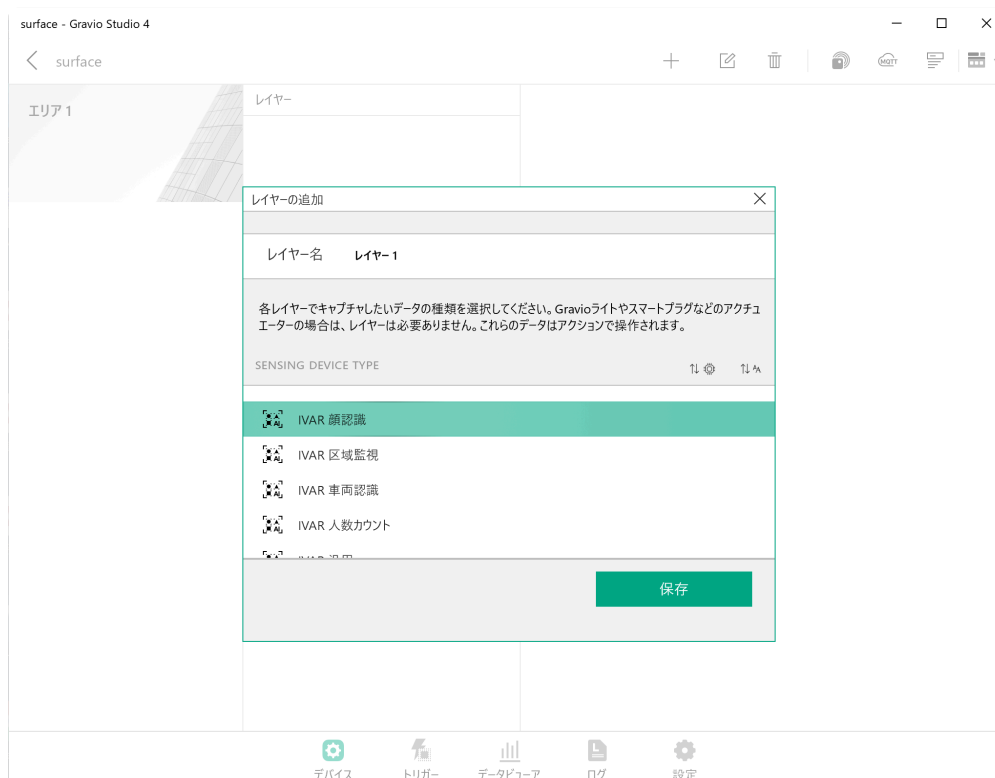 surface - Gravio Studio 4
surface
MQTT
エリア 1
レイヤー
レイヤーの追加
レイヤー名 レイヤー 1
各レイヤーでキャプチャしたいデータの種類を選択してください。Gravioライトやスマートプラグなどのアクチュ
エーターの場合は、レイヤーは必要ありません。これらのデータはアクションで操作されます。
SENSING DEVICE TYPE
IVAR 顔認識
IVAR 区域監視
IVAR 車両認識
IVAR 人数カウント
IVAR 汎用
保存
デバイス
トリガー
データビューア
ログ
設定